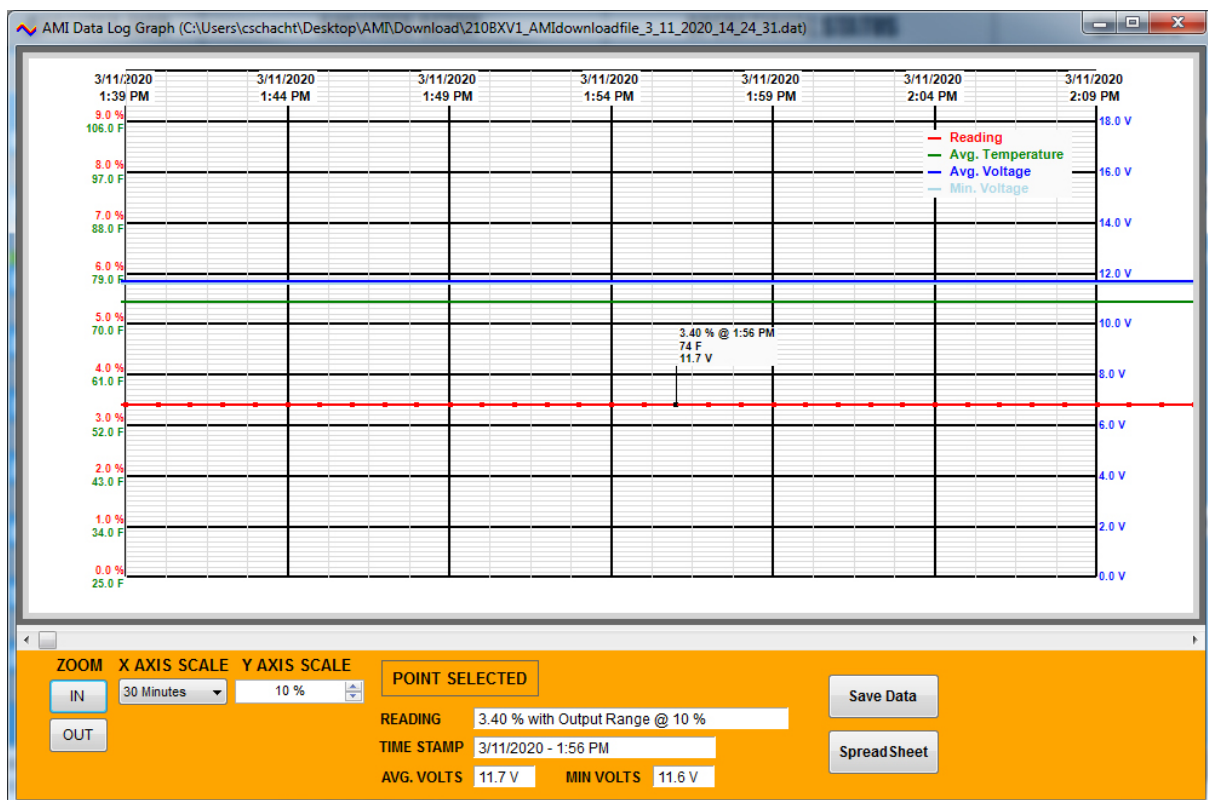 AMI Data Log Graph (C:\Users\cschacht\Desktop\AMI\Download\210BXV1_AMIdownloadfile_3_11_2020_14_24_31.dat)
3/11/2020 3/11/2020 3/11/2020 3/11/2020 3/11/2020 3/11/2020 3/11/2020
1:39 PM 1:44 PM 1:49 PM 1:54 PM 1:59 PM 2:04 PM 2:09 PM
9.0 %
106.0 F
18.0 V
Reading
Avg. Temperature
Avg. Voltage
Min. Voltage
8.0 %
97.0 F
16.0 V
7.0 %
88.0 F
14.0 V
6.0 %
79.0 F
12.0 V
5.0 %
70.0 F
10.0 V
3.40 % @ 1:56 PM
74 F
11.7 V
4.0 %
61.0 F
8.0 V
3.0 %
52.0 F
6.0 V
2.0 %
43.0 F
4.0 V
1.0 %
34.0 F
2.0 V
0.0 %
25.0 F
0.0 V
ZOOM X AXIS SCALE Y AXIS SCALE
IN 30 Minutes 10 %
OUT
POINT SELECTED
READING 3.40 % with Output Range @ 10 %
TIME STAMP 3/11/2020 - 1:56 PM
AVG. VOLTS 11.7 V MIN VOLTS 11.6 V
Save Data
SpreadSheet